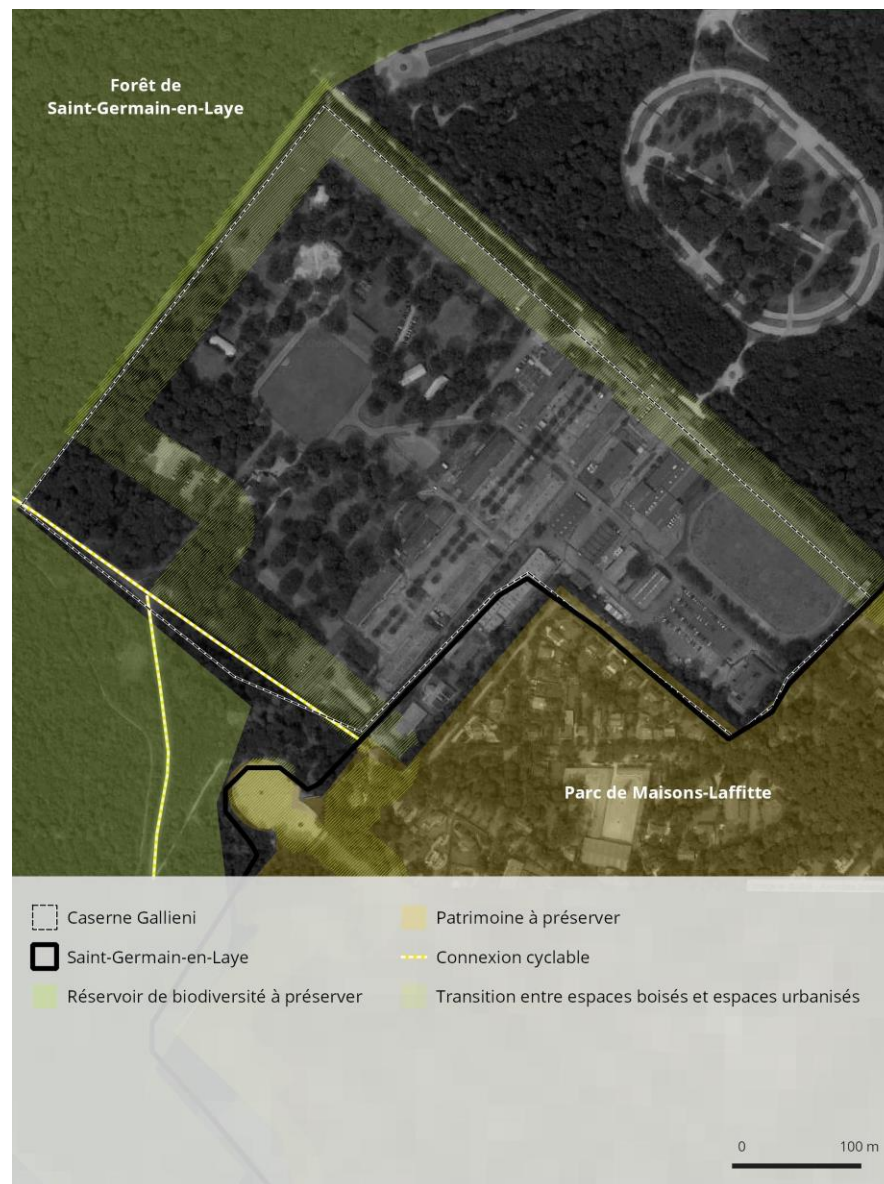 Forêt de
Saint-Germain-en-Laye
Parc de Maisons-Laffitte
Caserne Gallieni
Saint-Germain-en-Laye
Réservoir de biodiversité à préserver
Patrimoine à préserver
Connexion cyclable
Transition entre espaces boisés et espaces urbanisés
0 100 m